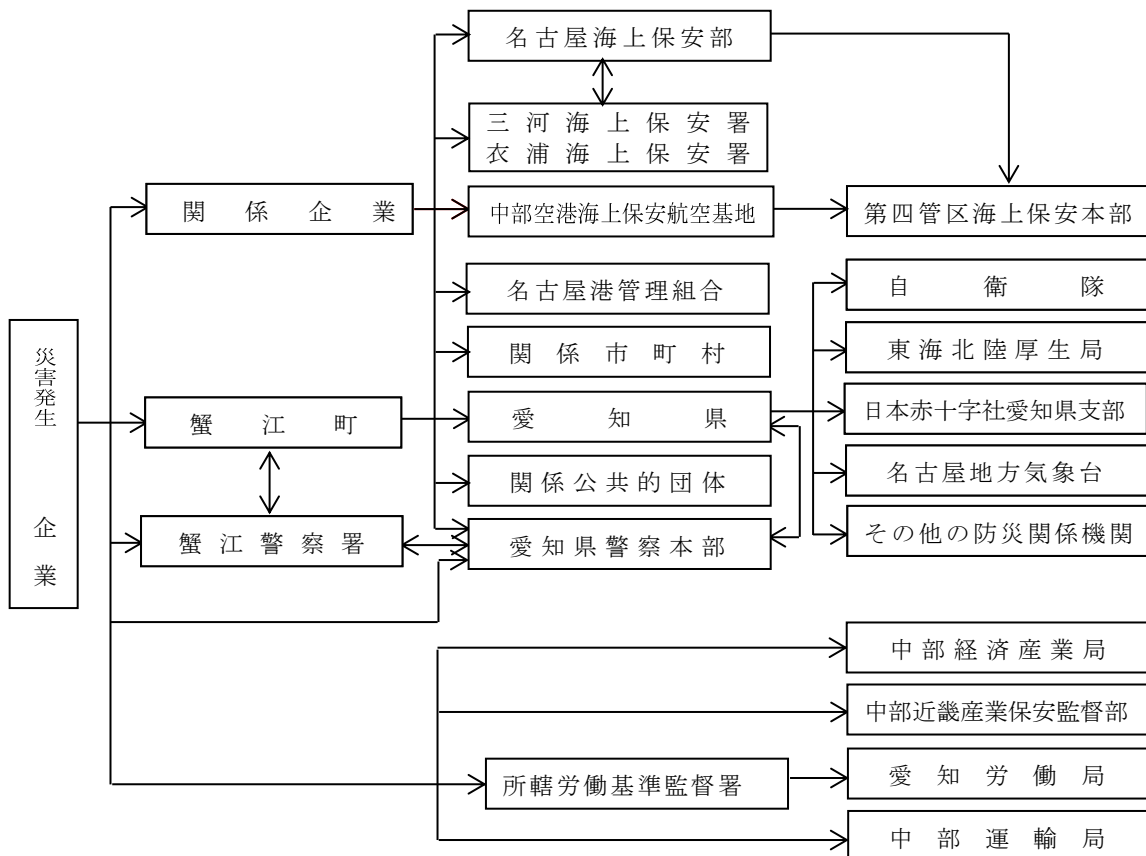 名古屋海上保安部
三河海上保安署
衣浦海上保安署
関係企業
中部空港海上保安航空基地
第四管区海上保安本部
名古屋港管理組合
自衛隊
関係市町村
東海北陸厚生局
災害発生企業
蟹江町
愛知県
日本赤十字社愛知県支部
関係公共的団体
名古屋地方気象台
蟹江警察署
愛知県警察本部
その他の防災関係機関
中部経済産業局
中部近畿産業保安監督部
所轄労働基準監督署
愛知労働局
中部運輸局